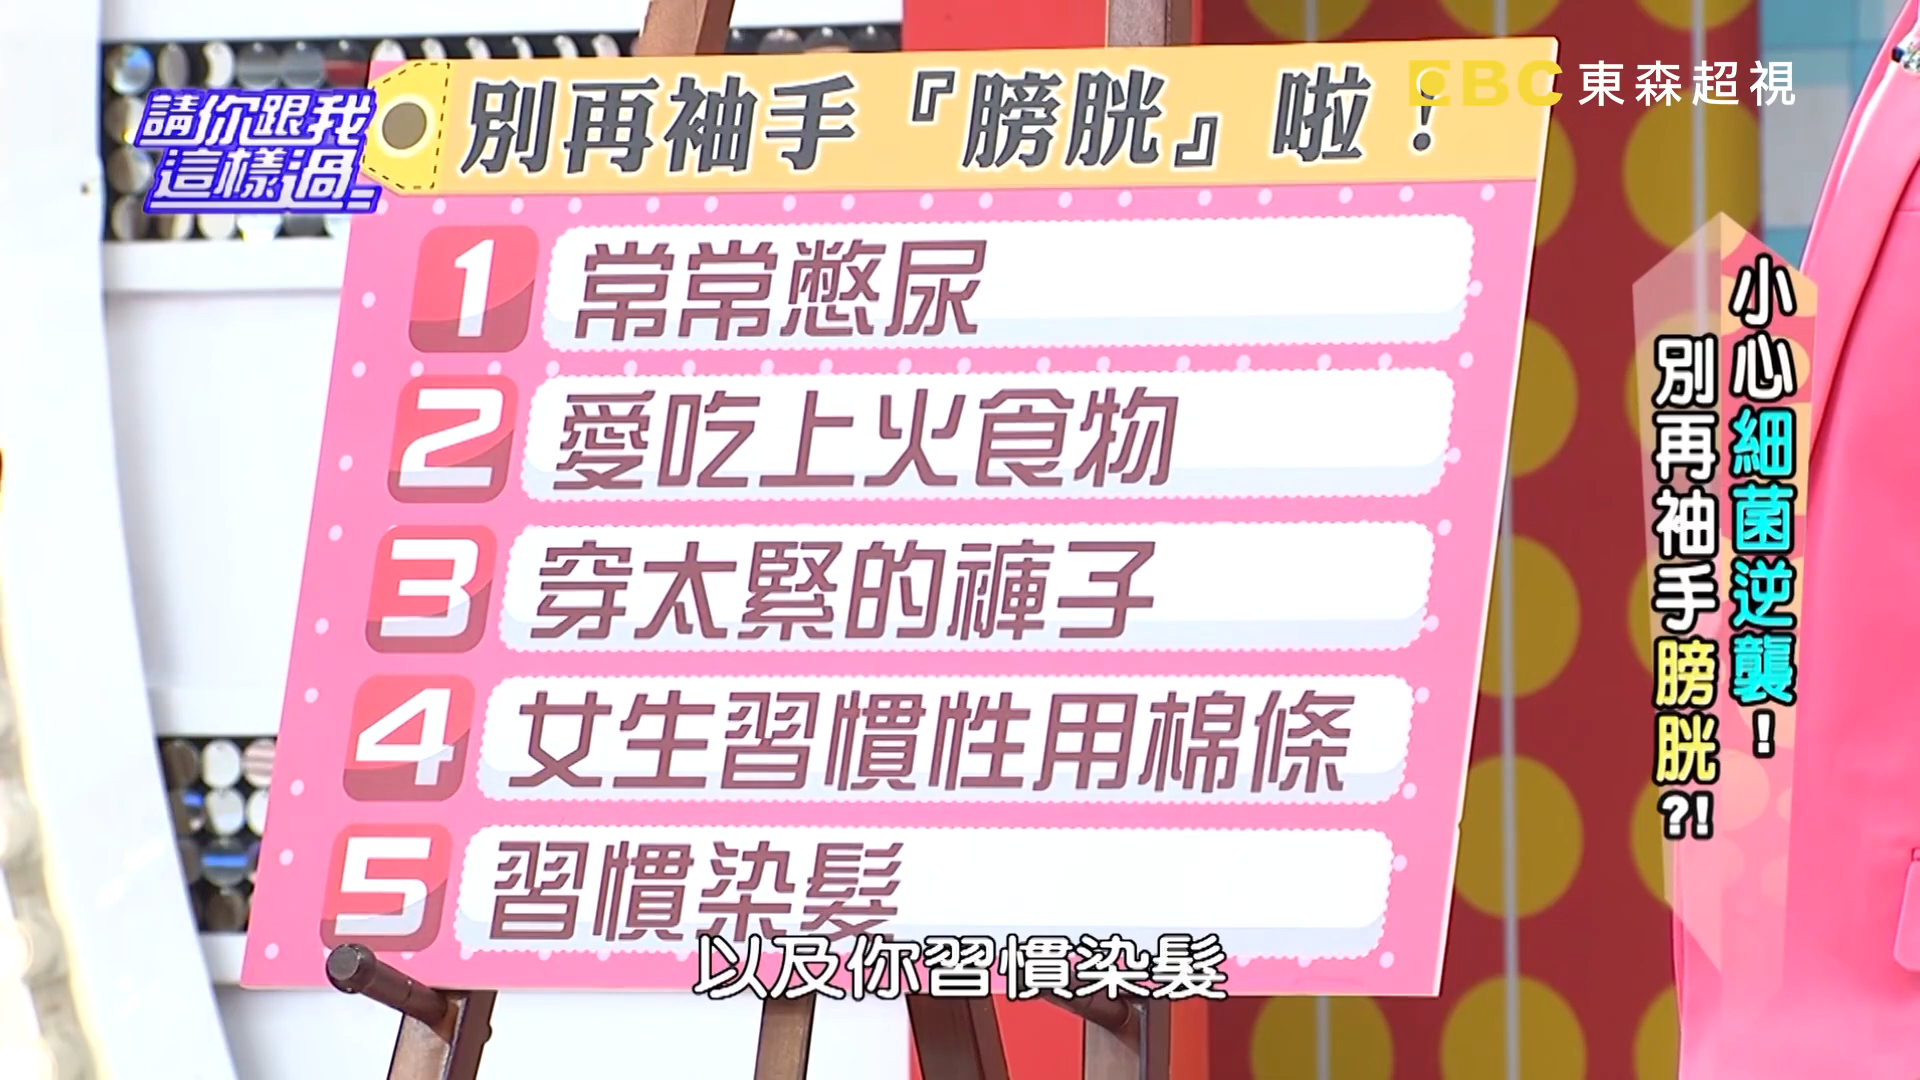 EBC 東森超視
請你跟我
這樣過
別再袖手『膀胱』啦！
1 常常憋尿
2 愛吃上火食物
3 穿太緊的褲子
4 女生習慣性用棉條
5 習慣染髮
小心細菌逆襲！
別再袖手膀胱?!
以及你習慣染髮